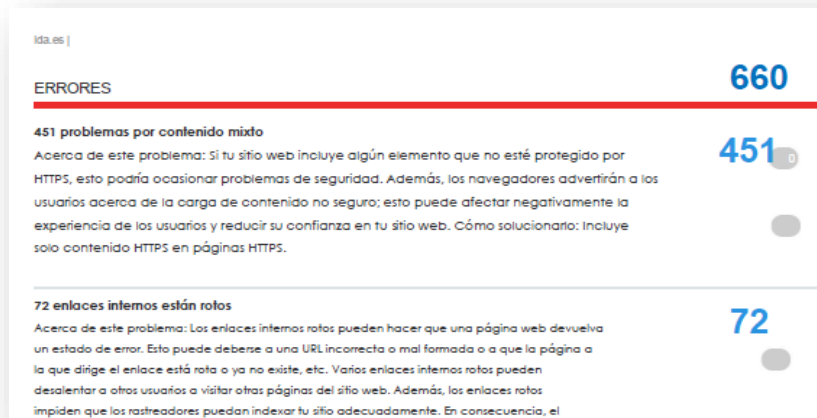 lda.es |
ERRORES 660
451 problemas por contenido mixto
451 0
Acerca de este problema: Si tu sitio web incluye algún elemento que no esté protegido por
HTTPS, esto podría ocasionar problemas de seguridad. Además, los navegadores advertirán a los
usuarios acerca de la carga de contenido no seguro; esto puede afectar negativamente la
experiencia de los usuarios y reducir su confianza en tu sitio web. Cómo solucionarlo: Incluye
solo contenido HTTPS en páginas HTTPS.
72 enlaces internos están rotos
72
Acerca de este problema: Los enlaces internos rotos pueden hacer que una página web devuelva
un estado de error. Esto puede deberse a una URL incorrecta o mal formada o a que la página a
la que dirige el enlace está rota o ya no existe, etc. Varios enlaces internos rotos pueden
desalentar a otros usuarios a visitar otras páginas del sitio web. Además, los enlaces rotos
impiden que los rastreadores puedan indexar tu sitio adecuadamente. En consecuencia, el